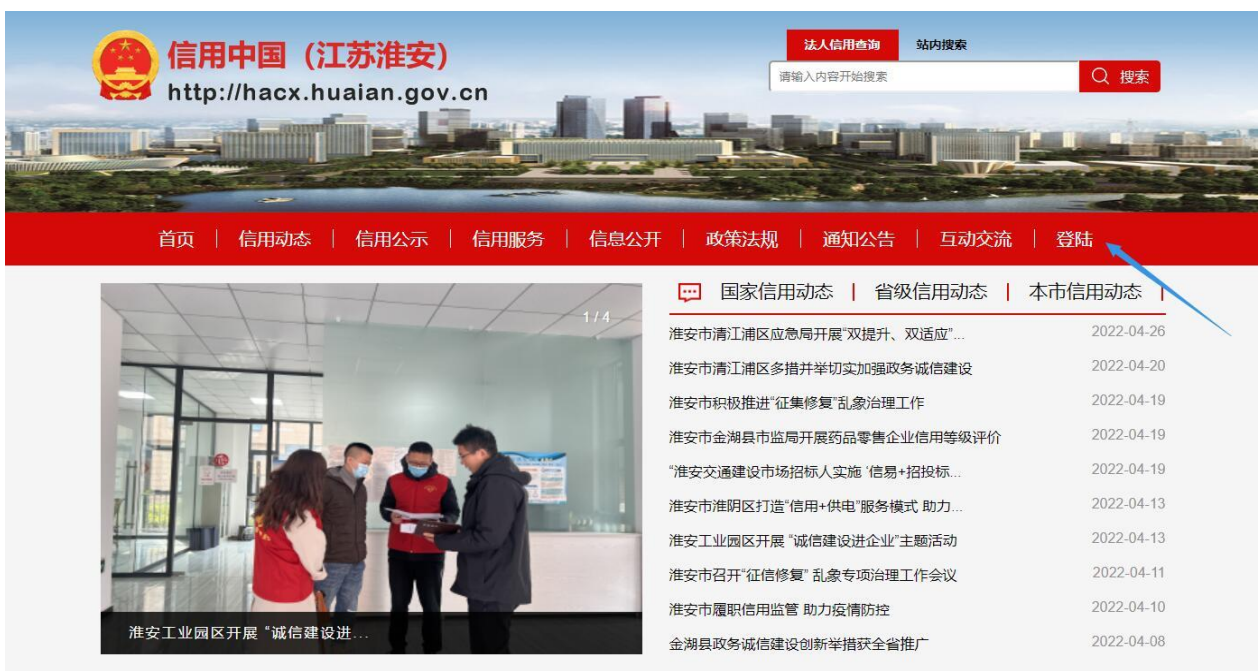 信用中国（江苏淮安）
http://hacx.huaian.gov.cn
法人信用查询 站内搜索
请输入内容开始搜索 搜索
首页 信用动态 信用公示 信用服务 信息公开 政策法规 通知公告 互动交流 登陆
1/4
淮安工业园区开展 “诚信建设进...
国家信用动态 省级信用动态 本市信用动态
淮安市清江浦区应急局开展“双提升、双适应”... 2022-04-26
淮安市清江浦区多措并举切实加强政务诚信建设 2022-04-20
淮安市积极推进“征集修复”乱象治理工作 2022-04-19
淮安市金湖县市监局开展药品零售企业信用等级评价 2022-04-19
“淮安交通建设市场招标人实施 ‘信易+招投标... 2022-04-19
淮安市淮阴区打造“信用+供电”服务模式 助力... 2022-04-13
淮安工业园区开展 “诚信建设进企业”主题活动 2022-04-13
淮安市召开“征信修复” 乱象专项治理工作会议 2022-04-11
淮安市履职信用监管 助力疫情防控 2022-04-10
金湖县政务诚信建设创新举措获全省推广 2022-04-08